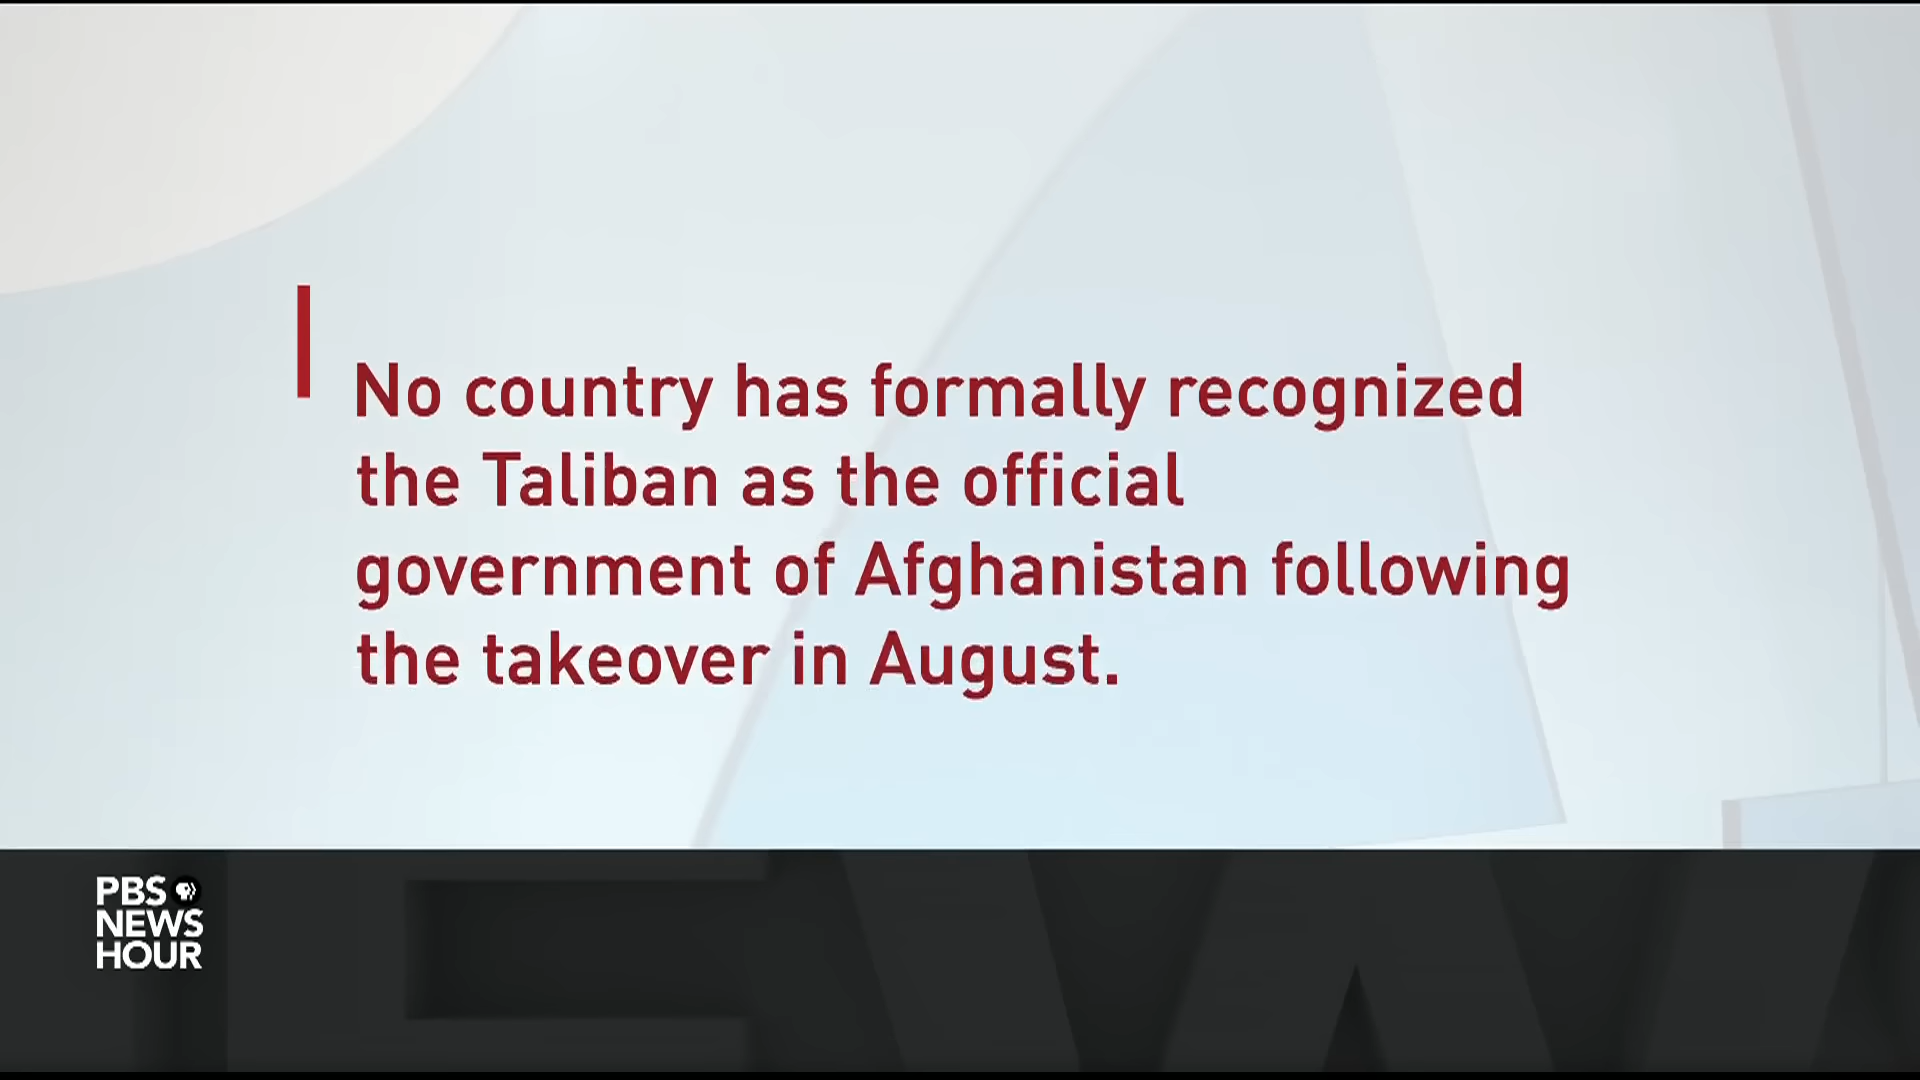 No country has formally recognized
the Taliban as the official
government of Afghanistan following
the takeover in August.
PBS
NEWS
HOUR